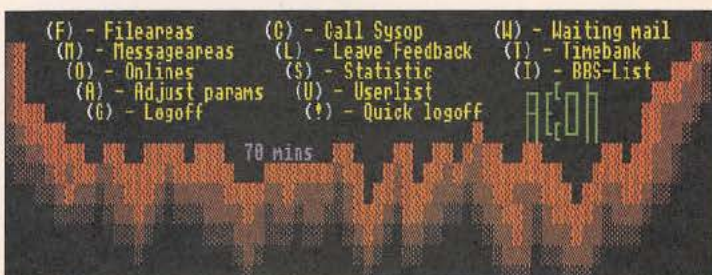 (F) - Fileareas (C) - Call Sysop (W) - Waiting mail
(M) - Messageareas (L) - Leave Feedback (T) - Timebank
(O) - Onlines (S) - Statistic (I) - BBS-List
(A) - Adjust params (U) - Userlist
(G) - Logoff (!) - Quick logoff
70 mins